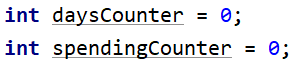 int daysCounter = 0;
int spendingCounter = 0;